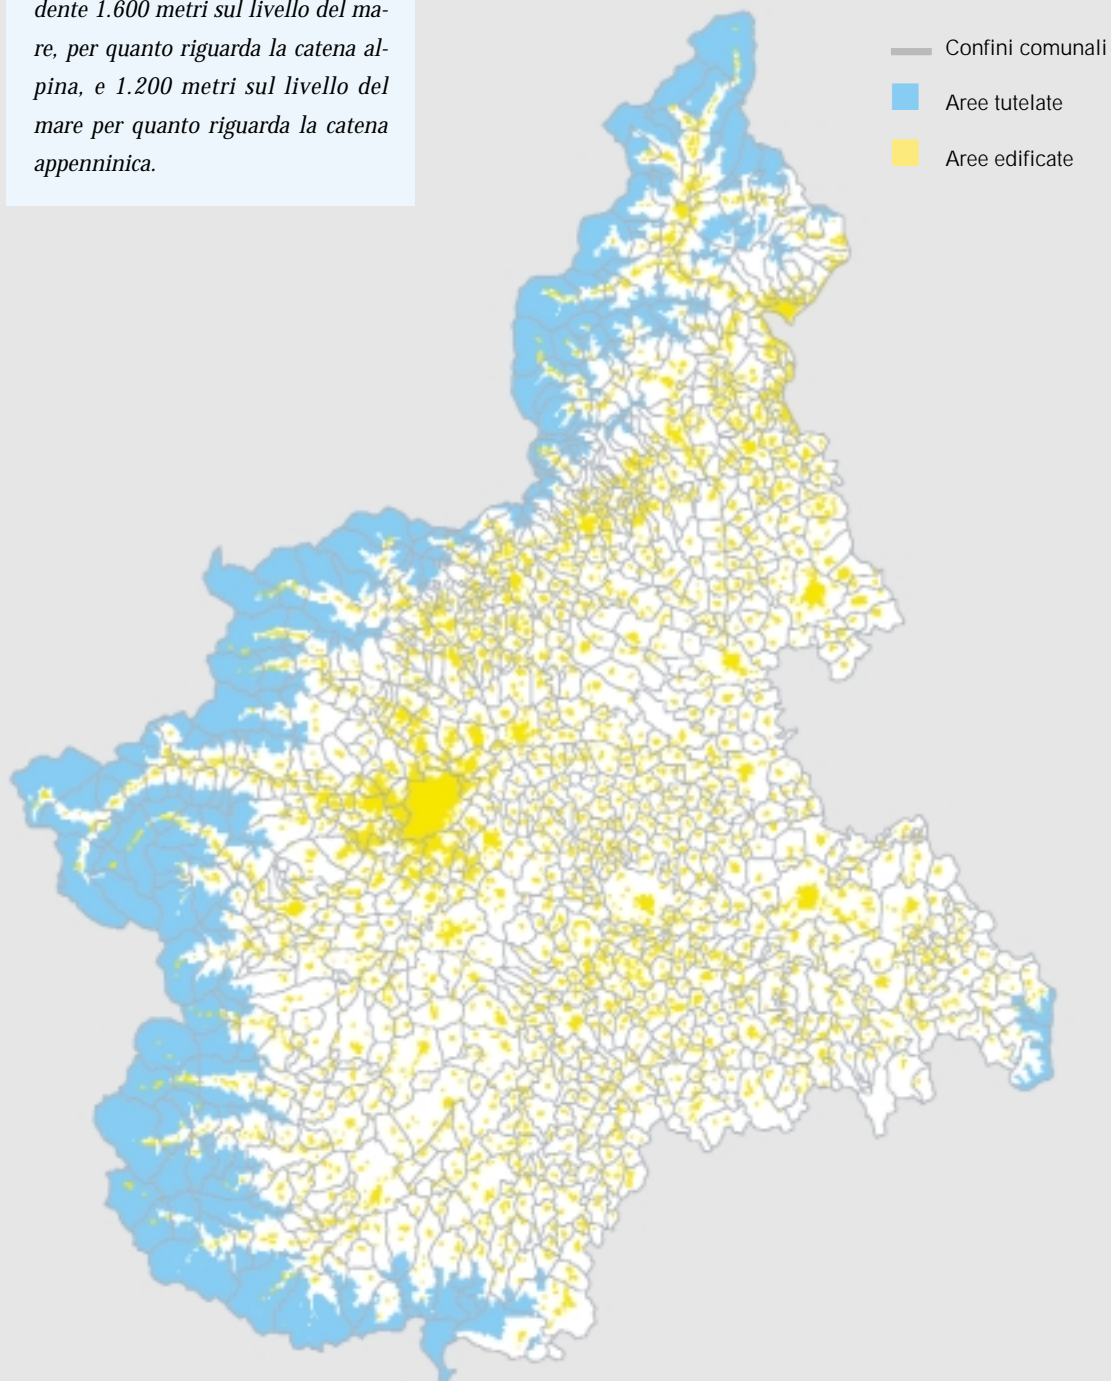 dente 1.600 metri sul livello del ma-
re, per quanto riguarda la catena al-
pina, e 1.200 metri sul livello del
mare per quanto riguarda la catena
appenninica.
Confini comunali
Aree tutelate
Aree edificate